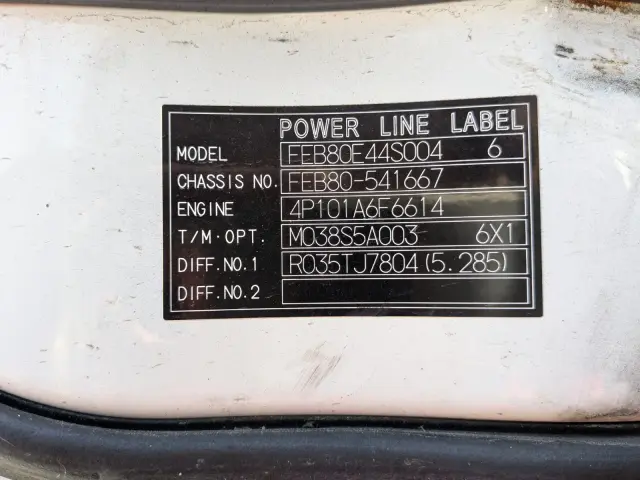 POWER LINE LABEL
MODEL FEB80E44S004 6
CHASSIS NO. FEB80-541667
ENGINE 4P101A6F6614
T/M·OPT. M038S5A003 6X1
DIFF.NO.1 R035TJ7804(5.285)
DIFF.NO.2